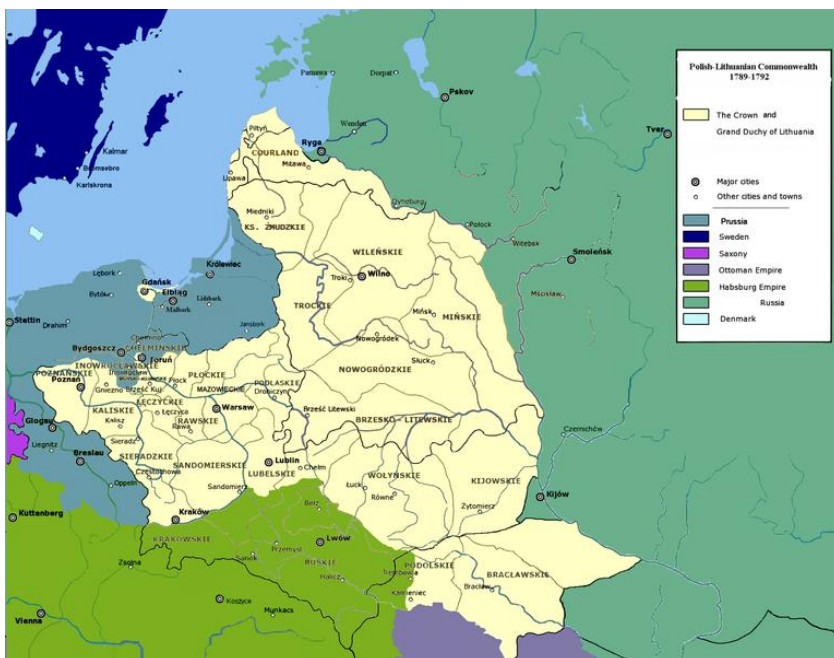 Polish-Lithuanian Commonwealth
1789-1792
The Crown and
Grand Duchy of Lithuania
Major cities
Other cities and towns
Prussia
Sweden
Saxony
Ottoman Empire
Habsburg Empire
Russia
Denmark
Parnawa
Dorpat
Pskov
Twer
Piltyń
Wenden
Ryga
COURLAND
Mitawa
Lipawa
Kalmar
Karlskrona
Dyneburg
Miedniki
KS. ŻMUDZKIE
Połock
Witebsk
Smoleńsk
WILEŃSKIE
Troki
Wilno
Mścisław
Lębork
Królewiec
Gdańsk
Elbląg
Bytów
Malbork
Lidzbark
TROCKIE
Mińsk
MIŃSKIE
Stettin
Drahim
Jansbork
Nowogródek
Chełmno
Bydgoszcz
CHEŁMIŃSKIE
Toruń
Słuck
INOWROCŁAWSKIE
POZNAŃSKIE
Poznań
Inowrocław
Gniezno
Brześć Kuj.
Płock
PŁOCKIE
MAZOWIECKIE
PODLASKIE
Drohiczyn
NOWOGRÓDZKIE
ŁĘCZYCKIE
Łęczyca
KALISKIE
Kalisz
RAWSKIE
Rawa
Warsaw
Brześć Litewski
BRZESKO - LITEWSKIE
Czernichów
Glogau
Liegnitz
Breslau
Sieradz
SIERADZKIE
SANDOMIERSKIE
Lublin
LUBELSKIE
Chełm
WOŁYŃSKIE
KIJOWSKIE
Częstochowa
Oppeln
Sandomierz
Łuck
Równe
Żytomierz
Kijów
Kuttenberg
Kraków
KRAKOWSKIE
Bełz
Lwów
Przemyśl
Sanok
RUSKIE
Halicz
Trembowla
PODOLSKIE
Kamieniec
BRACŁAWSKIE
Bracław
Koszyce
Munkacs
Vienna